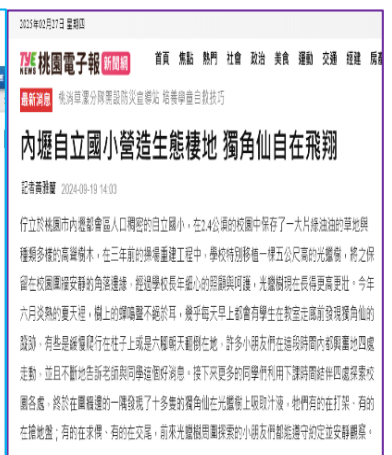 2025年02月27日 星期四
TYE NEWS 桃園電子報 新聞網 首頁 焦點 熱門 社會 政治 美食 運動 交通 經建 房產
最新消息 桃消草漯分隊開設防災宣導站 培養學童自救技巧
內壢自立國小營造生態棲地 獨角仙自在飛翔
記者黃雅蘭 2024-09-19 14:03
佇立於桃園市內壢都會區人口稠密的自立國小，在2.4公頃的校園中保存了一大片綠油油的草地與
種類多樣的高聳樹木，在三年前的操場重建工程中，學校特別移植一棵五公尺高的光臘樹，將之保
留在校園圍牆安靜的角落邊緣，經過學校長年細心的照顧與呵護，光臘樹現在長得更高更壯。今年
六月炎熱的夏天裡，樹上的蟬鳴聲不絕於耳，幾乎每天早上都會有學生在教室走廊前發現獨角仙的
蹤跡，有些是緩慢爬行在柱子上或是六腳朝天翻倒在地，許多小朋友們在這段時間內都興奮地四處
走動，並且不斷地告訴老師與同學這個好消息。接下來更多的同學們利用下課時間結伴四處探索校
園各處，終於在圍牆邊的一隅發現了十多隻的獨角仙在光臘樹上吸取汁液，牠們有的在打架、有的
在搶地盤；有的在求偶、有的在交尾，前來光臘樹周圍探索的小朋友們都能遵守約定並安靜觀察。